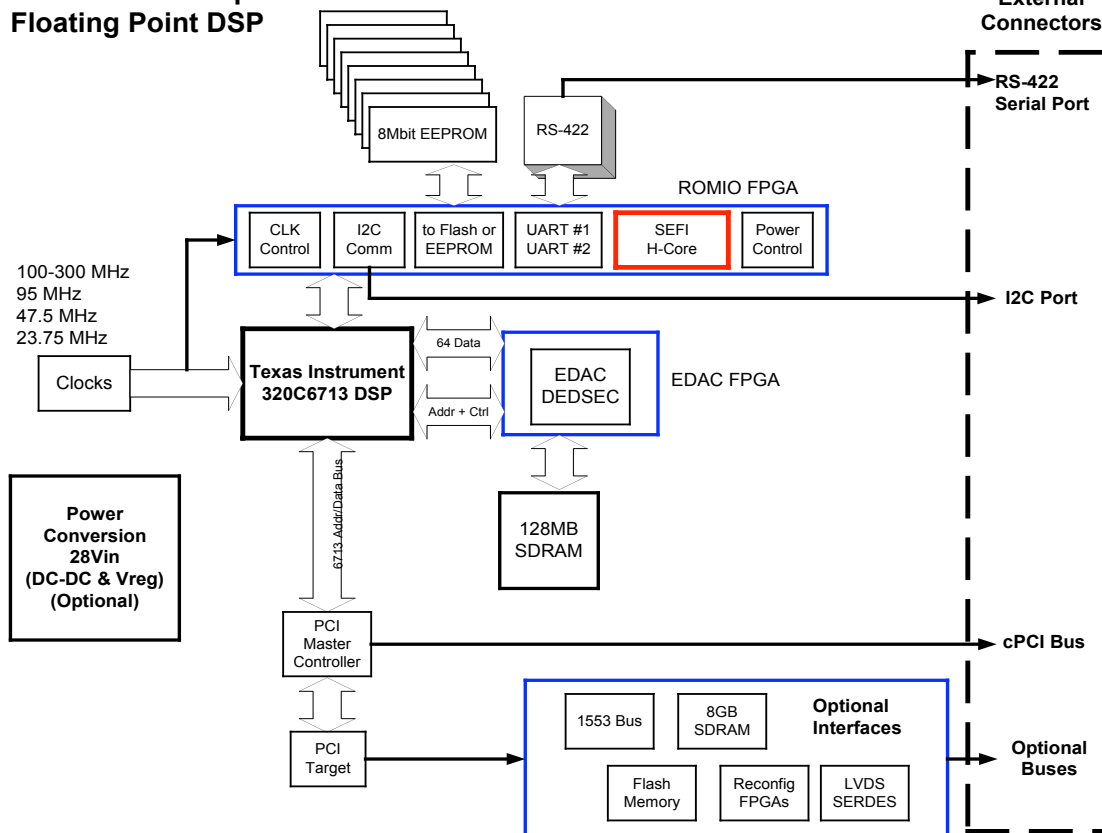 Floating Point DSP
External
Connectors
RS-422
Serial Port
8Mbit EEPROM
RS-422
ROMIO FPGA
CLK
Control
I2C
Comm
to Flash or
EEPROM
UART #1
UART #2
SEFI
H-Core
Power
Control
100-300 MHz
95 MHz
47.5 MHz
23.75 MHz
I2C Port
Clocks
Texas Instrument
320C6713 DSP
64 Data
Addr + Ctrl
EDAC
DEDSEC
EDAC FPGA
6713 Addr/Data Bus
128MB
SDRAM
Power
Conversion
28Vin
(DC-DC & Vreg)
(Optional)
PCI
Master
Controller
cPCI Bus
PCI
Target
1553 Bus
8GB
SDRAM
Optional
Interfaces
Flash
Memory
Reconfig
FPGAs
LVDS
SERDES
Optional
Buses